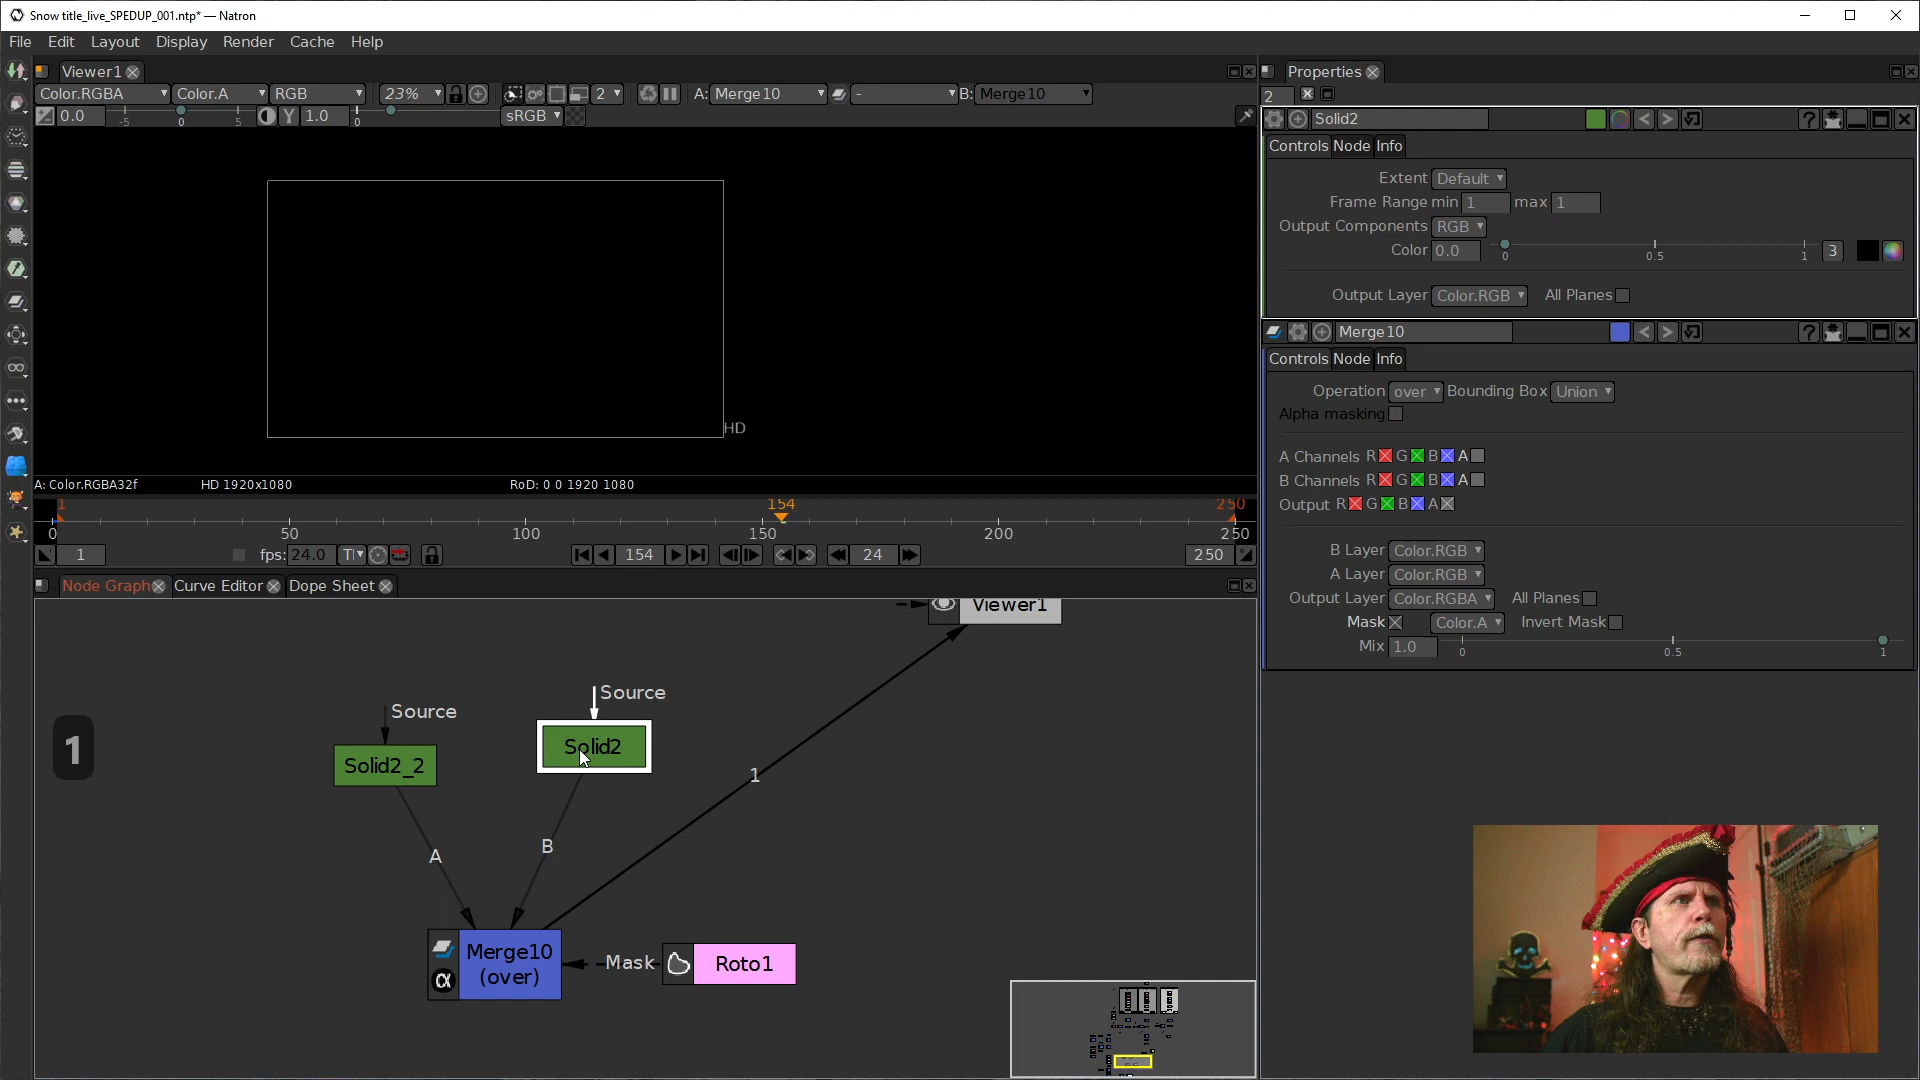 Snow title_live_SPEDUP_001.ntp* — Natron
File Edit Layout Display Render Cache Help
Viewer1
Color.RGBA Color.A RGB 23% 2 A: Merge10 - B: Merge10
0.0 -5 0 5 Y 1.0 0 sRGB
HD
A: Color.RGBA32f HD 1920x1080 RoD: 0 0 1920 1080
1 154 250
0 50 100 150 200 250
1 fps: 24.0 154 24 250
Node Graph Curve Editor Dope Sheet
Viewer1
Source
Solid2
Source
Solid2_2
1
1
A
B
Merge10
(over)
α
Mask
Roto1
Properties
2
Solid2
?
Controls Node Info
Extent Default
Frame Range min 1 max 1
Output Components RGB
Color 0.0 0 0.5 1 3
Output Layer Color.RGB All Planes
Merge10
?
Controls Node Info
Operation over Bounding Box Union
Alpha masking
A Channels R G B A
B Channels R G B A
Output R G B A
B Layer Color.RGB
A Layer Color.RGB
Output Layer Color.RGBA All Planes
Mask Color.A Invert Mask
Mix 1.0 0 0.5 1